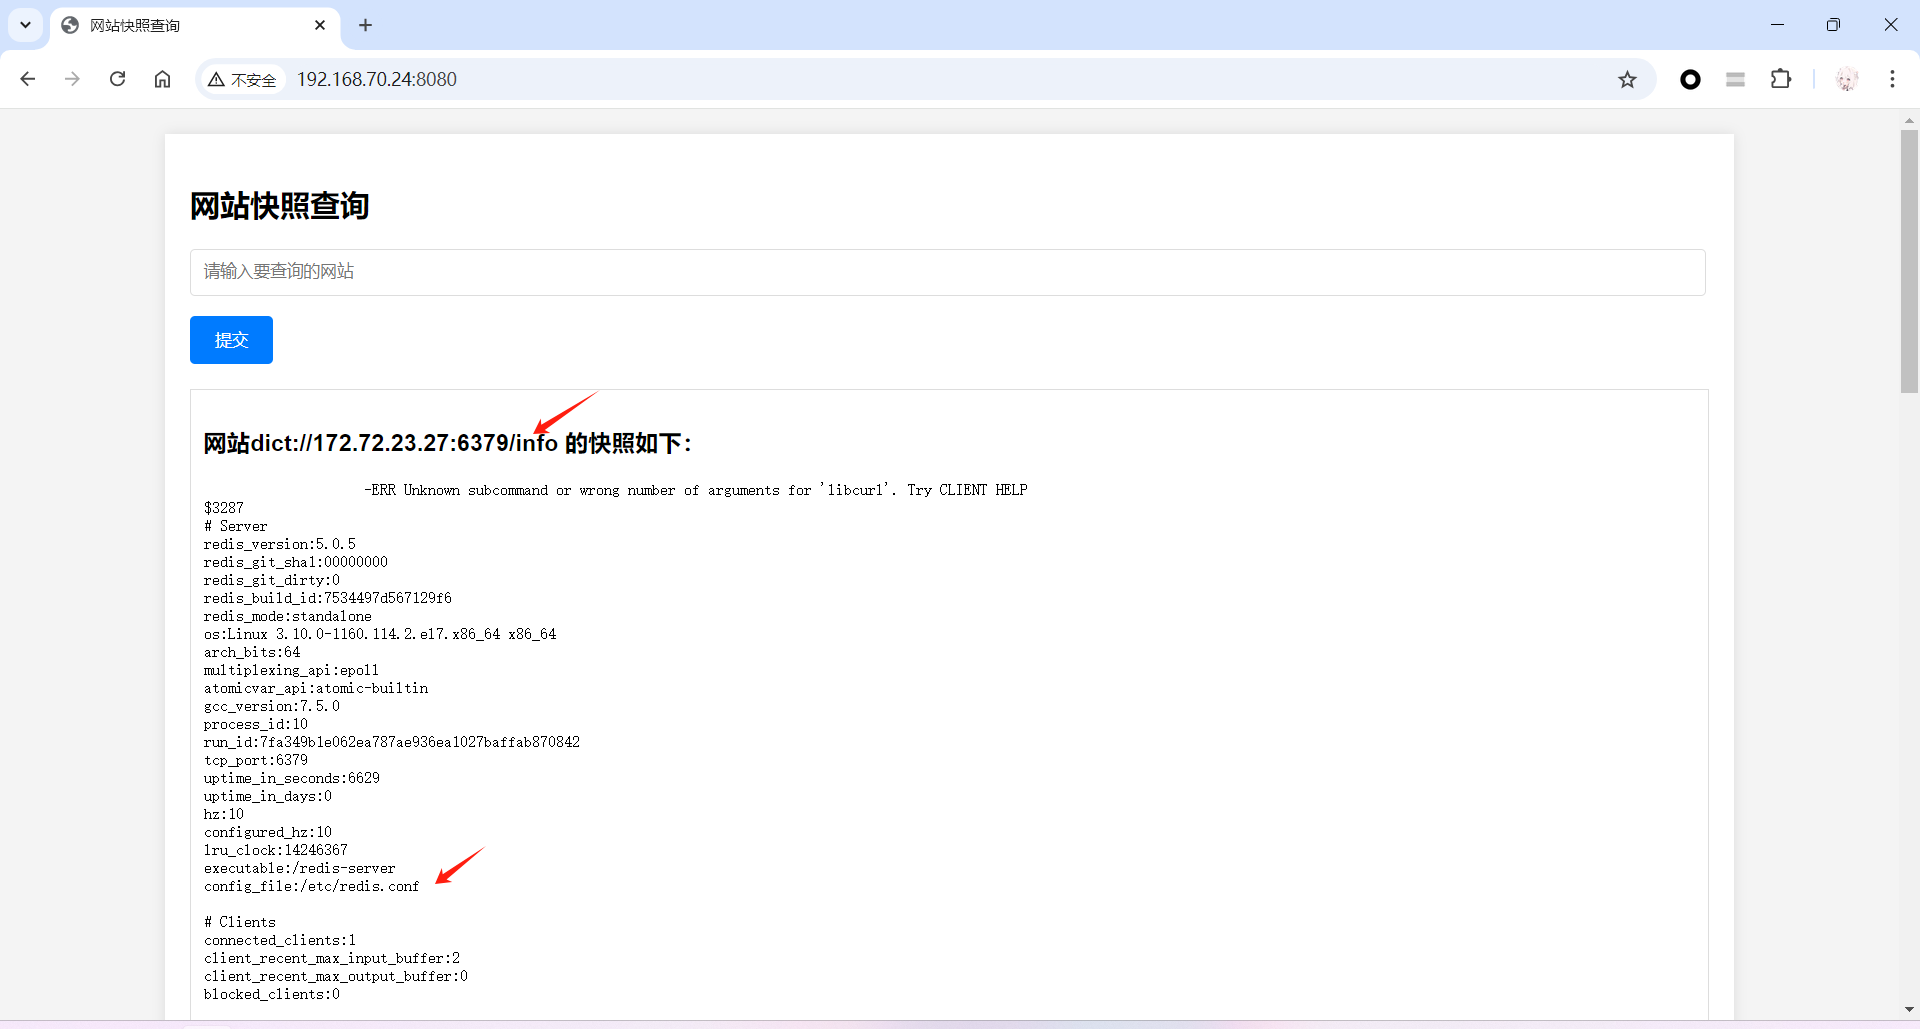 网站快照查询
不安全
192.168.70.24:8080
网站快照查询
请输入要查询的网站
提交
网站dict://172.72.23.27:6379/info 的快照如下：
-ERR Unknown subcommand or wrong number of arguments for 'libcurl'. Try CLIENT HELP
$3287
# Server
redis_version:5.0.5
redis_git_sha1:00000000
redis_git_dirty:0
redis_build_id:7534497d567129f6
redis_mode:standalone
os:Linux 3.10.0-1160.114.2.el7.x86_64 x86_64
arch_bits:64
multiplexing_api:epoll
atomicvar_api:atomic-builtin
gcc_version:7.5.0
process_id:10
run_id:7fa349b1e062ea787ae936ea1027baffab870842
tcp_port:6379
uptime_in_seconds:6629
uptime_in_days:0
hz:10
configured_hz:10
lru_clock:14246367
executable:/redis-server
config_file:/etc/redis.conf
# Clients
connected_clients:1
client_recent_max_input_buffer:2
client_recent_max_output_buffer:0
blocked_clients:0